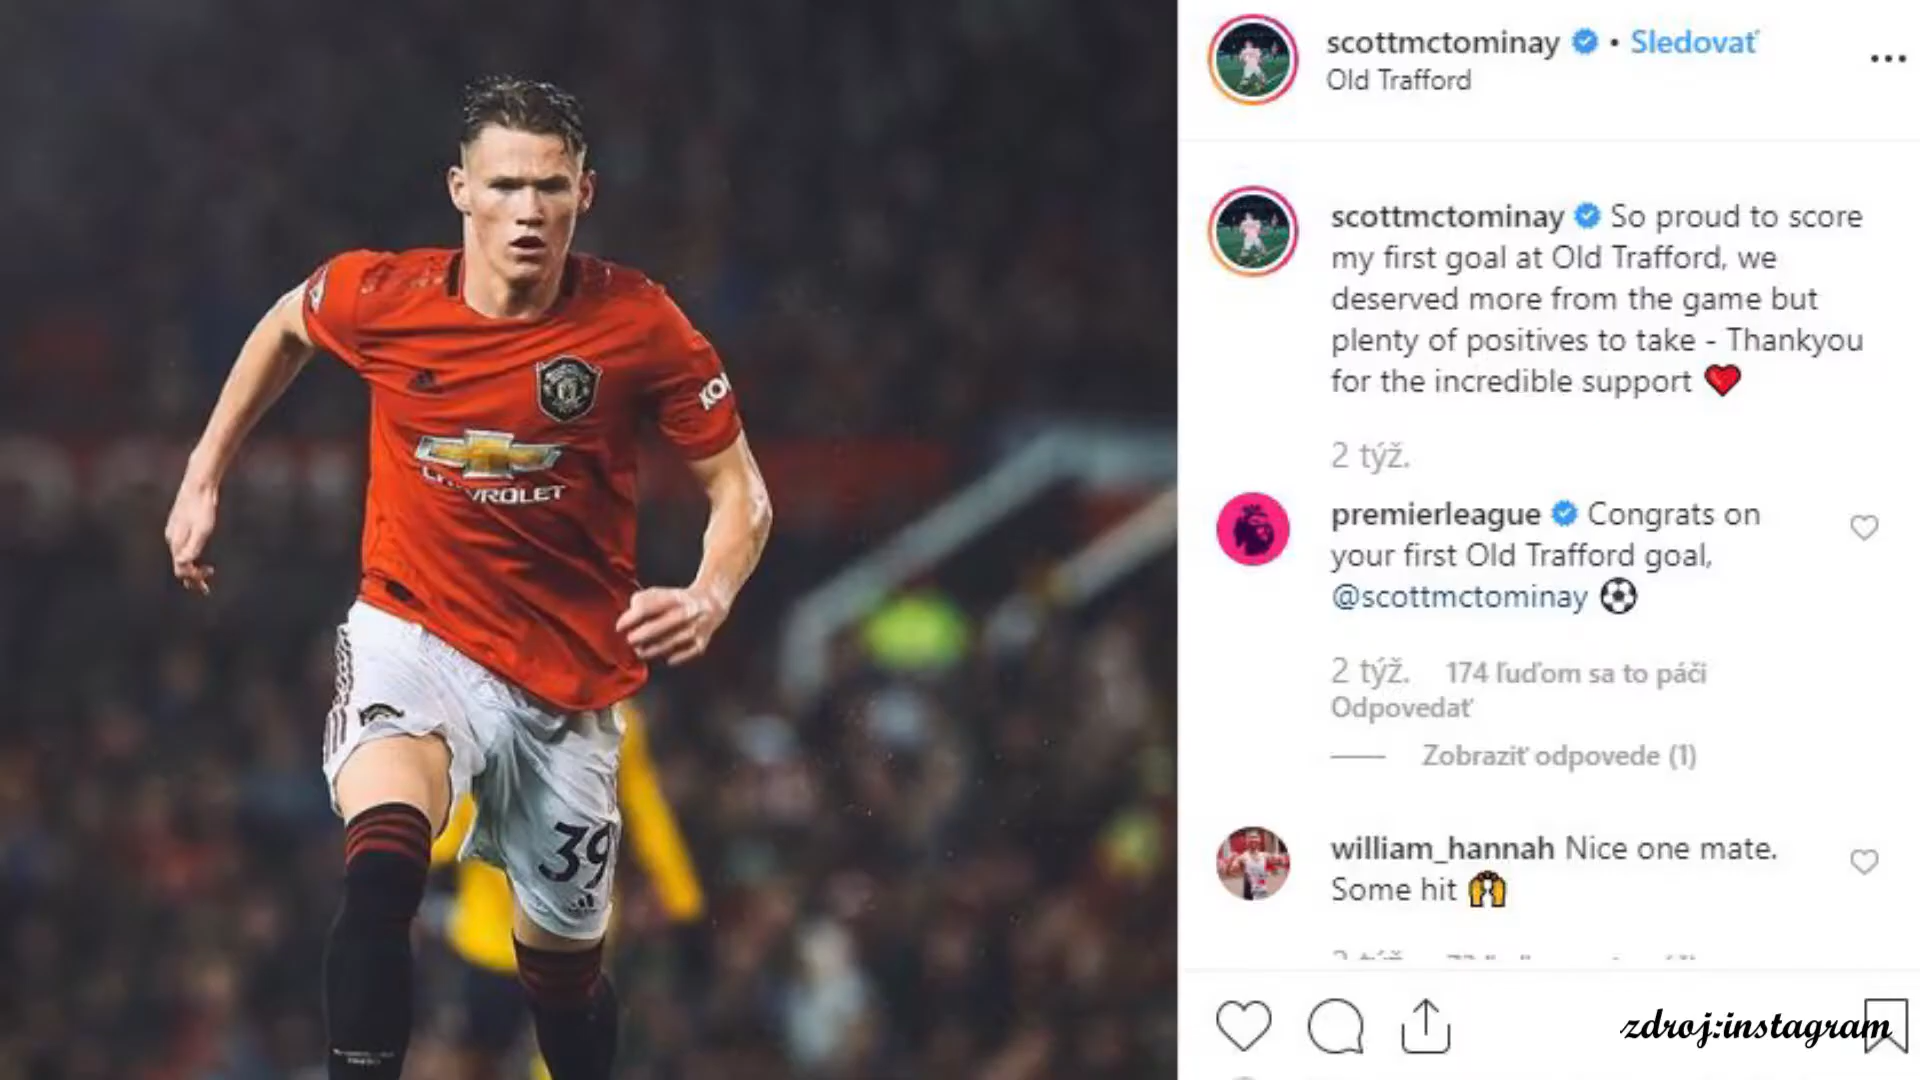 KO
CHEVROLET
39
scottmctominay • Sledovať
Old Trafford
scottmctominay So proud to score
my first goal at Old Trafford, we
deserved more from the game but
plenty of positives to take - Thankyou
for the incredible support
2 týž.
premierleague Congrats on
your first Old Trafford goal,
@scottmctominay
2 týž. 174 ľuďom sa to páči
Odpovedať
Zobraziť odpovede (1)
william_hannah Nice one mate.
Some hit
zdroj:instagram